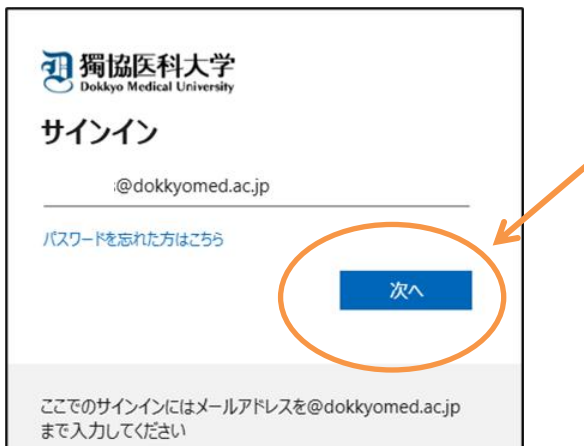 獨協医科大学
Dokkyo Medical University
サインイン
@dokkyomed.ac.jp
パスワードを忘れた方はこちら
次へ
ここでのサインインにはメールアドレスを@dokkyomed.ac.jp
まで入力してください